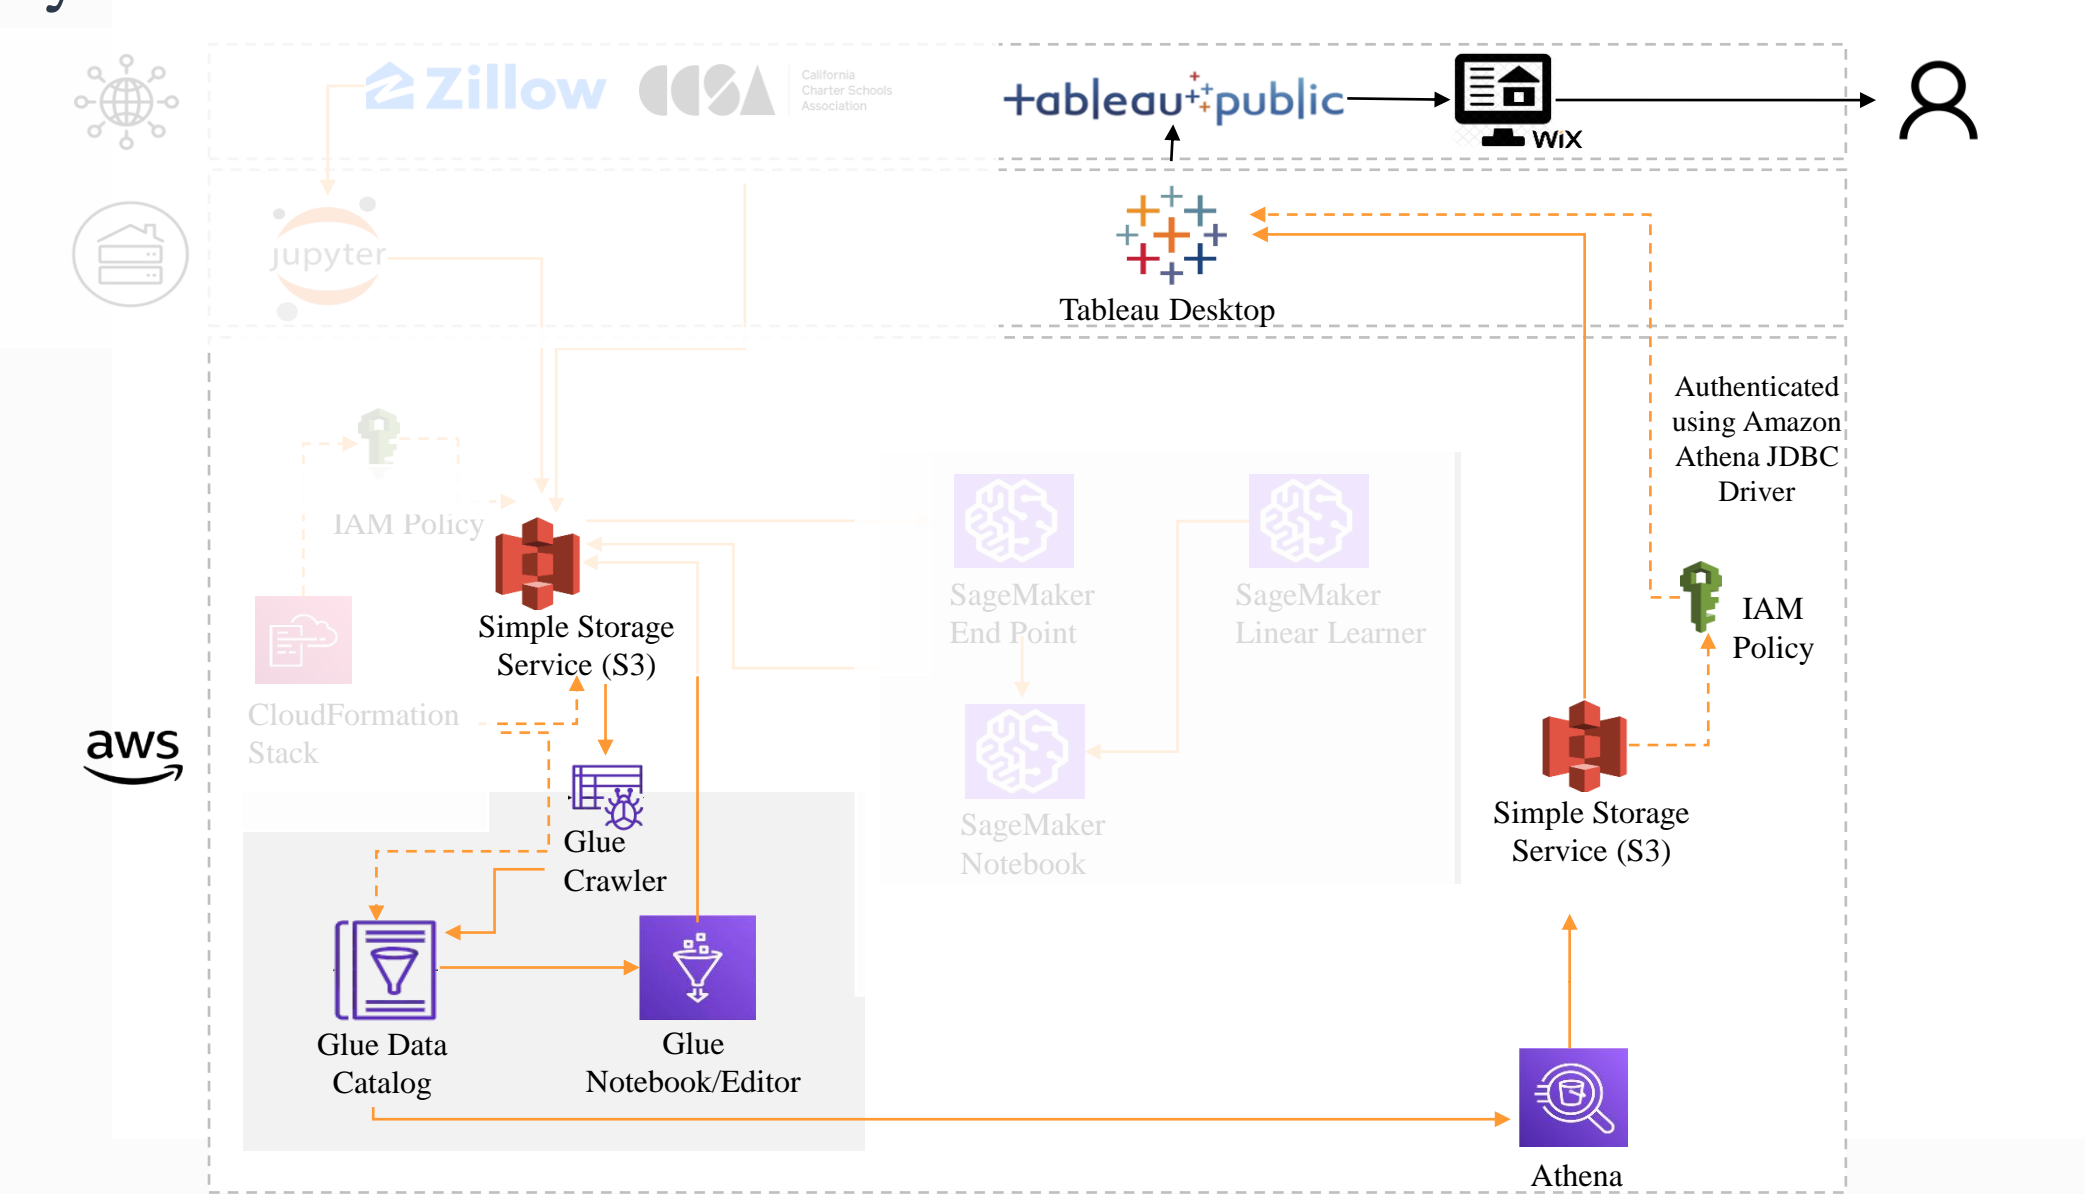 Zillow
CCSA
California
Charter Schools
Association
+ableau public
WiX
jupyter
Tableau Desktop
Authenticated
using Amazon
Athena JDBC
Driver
IAM Policy
Simple Storage
Service (S3)
SageMaker
End Point
SageMaker
Linear Learner
IAM
Policy
CloudFormation
Stack
aws
SageMaker
Notebook
Simple Storage
Service (S3)
Glue
Crawler
Glue Data
Catalog
Glue
Notebook/Editor
Athena